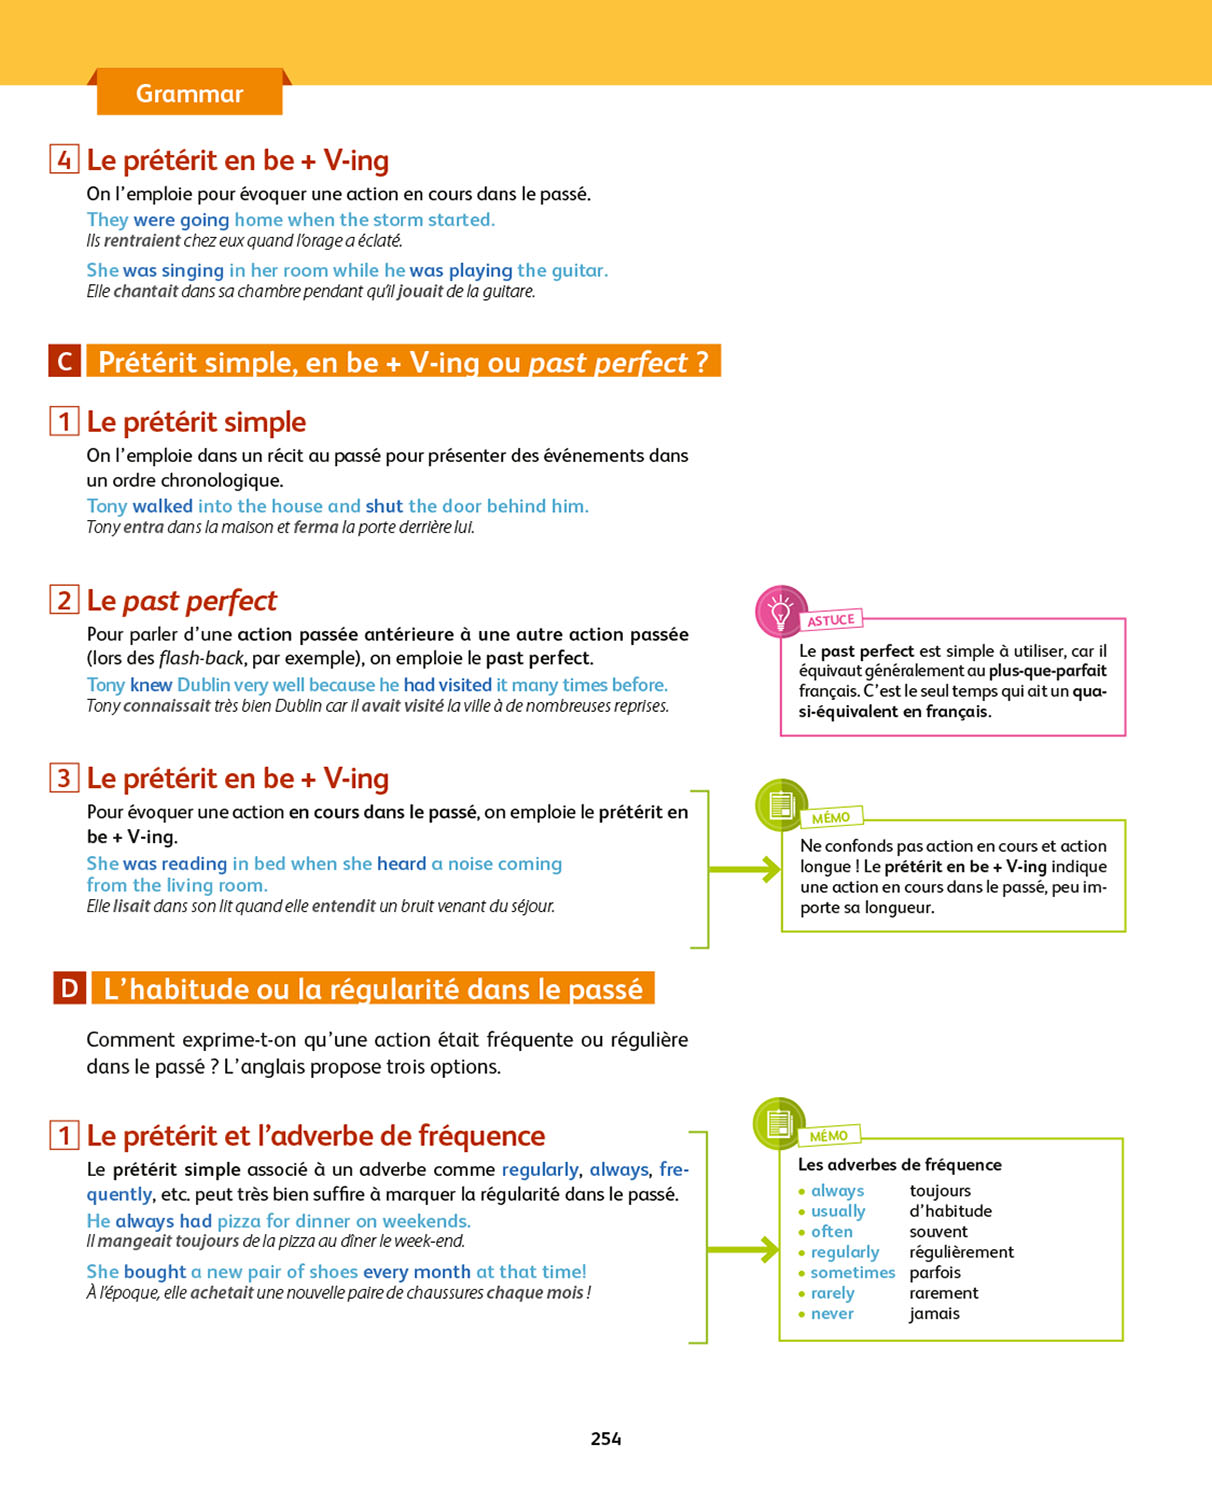 Grammar
4 Le prétérit en be + V-ing
On l'emploie pour évoquer une action en cours dans le passé.
They were going home when the storm started.
Ils rentraient chez eux quand l'orage a éclaté.
She was singing in her room while he was playing the guitar.
Elle chantait dans sa chambre pendant qu'il jouait de la guitare.
C Prétérit simple, en be + V-ing ou past perfect ?
1 Le prétérit simple
On l'emploie dans un récit au passé pour présenter des événements dans
un ordre chronologique.
Tony walked into the house and shut the door behind him.
Tony entra dans la maison et ferma la porte derrière lui.
2 Le past perfect
Pour parler d'une action passée antérieure à une autre action passée
(lors des flash-back, par exemple), on emploie le past perfect.
Tony knew Dublin very well because he had visited it many times before.
Tony connaissait très bien Dublin car il avait visité la ville à de nombreuses reprises.
ASTUCE
Le past perfect est simple à utiliser, car il
équivaut généralement au plus-que-parfait
français. C'est le seul temps qui ait un qua-
si-équivalent en français.
3 Le prétérit en be + V-ing
Pour évoquer une action en cours dans le passé, on emploie le prétérit en
be + V-ing.
She was reading in bed when she heard a noise coming
from the living room.
Elle lisait dans son lit quand elle entendit un bruit venant du séjour.
MÉMO
Ne confonds pas action en cours et action
longue ! Le prétérit en be + V-ing indique
une action en cours dans le passé, peu im-
porte sa longueur.
D L'habitude ou la régularité dans le passé
Comment exprime-t-on qu'une action était fréquente ou régulière
dans le passé ? L'anglais propose trois options.
1 Le prétérit et l'adverbe de fréquence
Le prétérit simple associé à un adverbe comme regularly, always, fre-
quently, etc. peut très bien suffire à marquer la régularité dans le passé.
He always had pizza for dinner on weekends.
Il mangeait toujours de la pizza au dîner le week-end.
She bought a new pair of shoes every month at that time!
À l'époque, elle achetait une nouvelle paire de chaussures chaque mois !
MÉMO
Les adverbes de fréquence
• always toujours
• usually d'habitude
• often souvent
• regularly régulièrement
• sometimes parfois
• rarely rarement
• never jamais
254